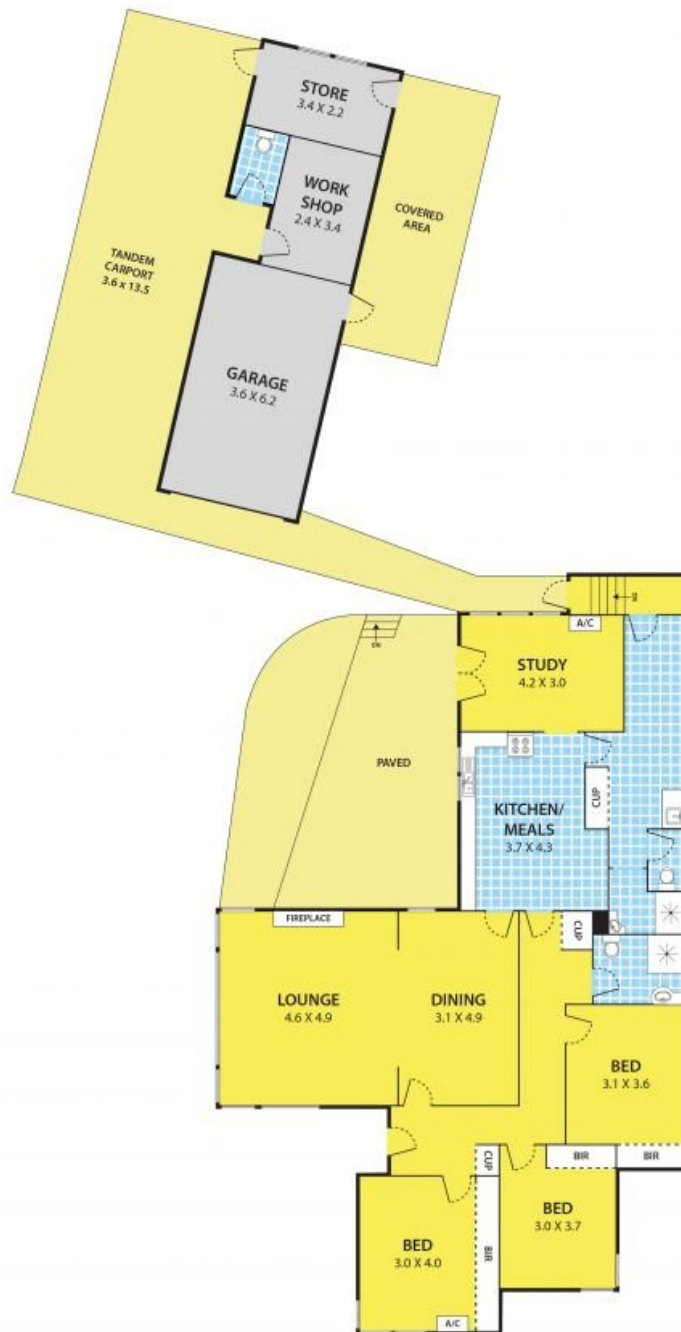 STORE
3.4 X 2.2
WORK
SHOP
2.4 X 3.4
COVERED
AREA
TANDEM
CARPORT
3.6 x 13.5
GARAGE
3.6 X 6.2
DN
A/C
STUDY
4.2 X 3.0
DN
PAVED
KITCHEN/
MEALS
3.7 X 4.3
CUP
FIREPLACE
CUP
LOUNGE
4.6 X 4.9
DINING
3.1 X 4.9
BED
3.1 X 3.6
CUP
BIR
BIR
BED
3.0 X 3.7
BED
3.0 X 4.0
BIR
A/C